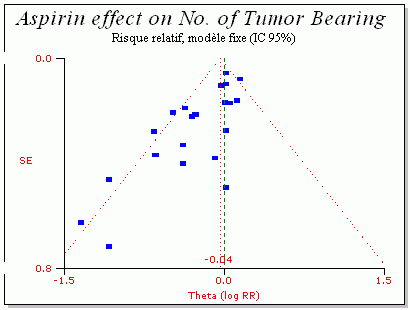 Aspirin effect on No. of Tumor Bearing
Risque relatif, modèle fixe (IC 95%)
0.0
SE
0.8
-0.04
-1.5 0.0 1.5
Theta (log RR)